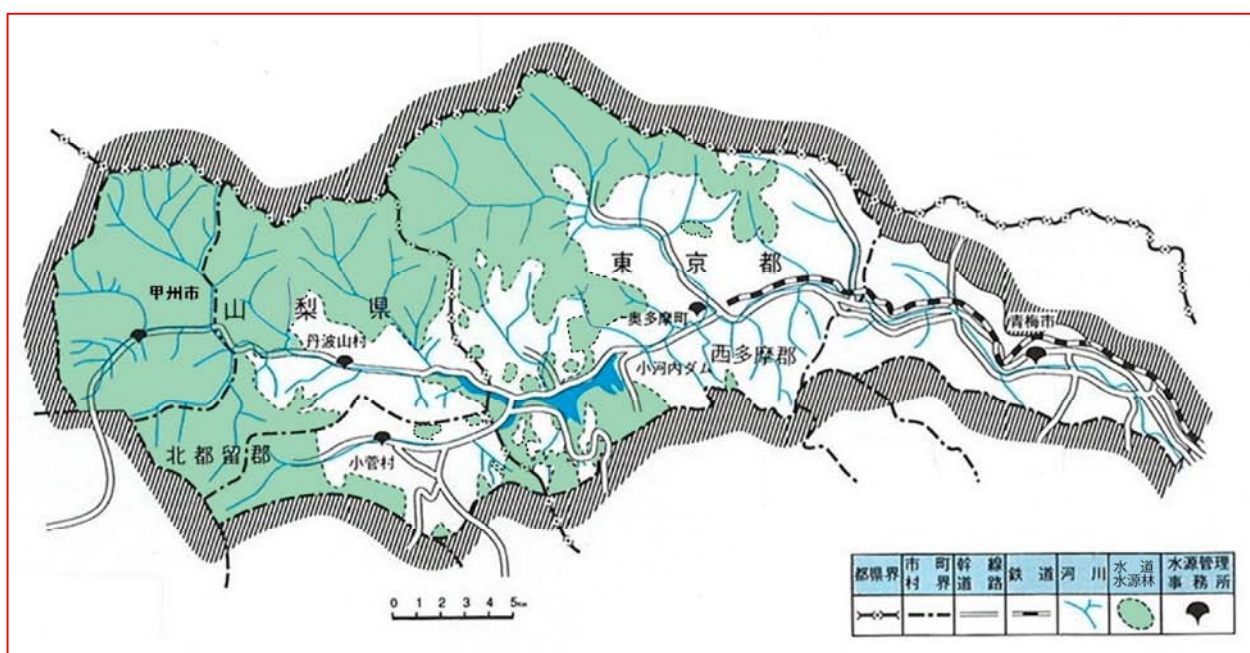 東京都
甲州市
山梨県
奥多摩町
青梅市
丹波山村
小河内ダム
西多摩郡
北都留郡
小菅村
0 1 2 3 4 5Km
都県界
市町村界
幹線道路
鉄道
河川
水道水源林
水源管理事務所